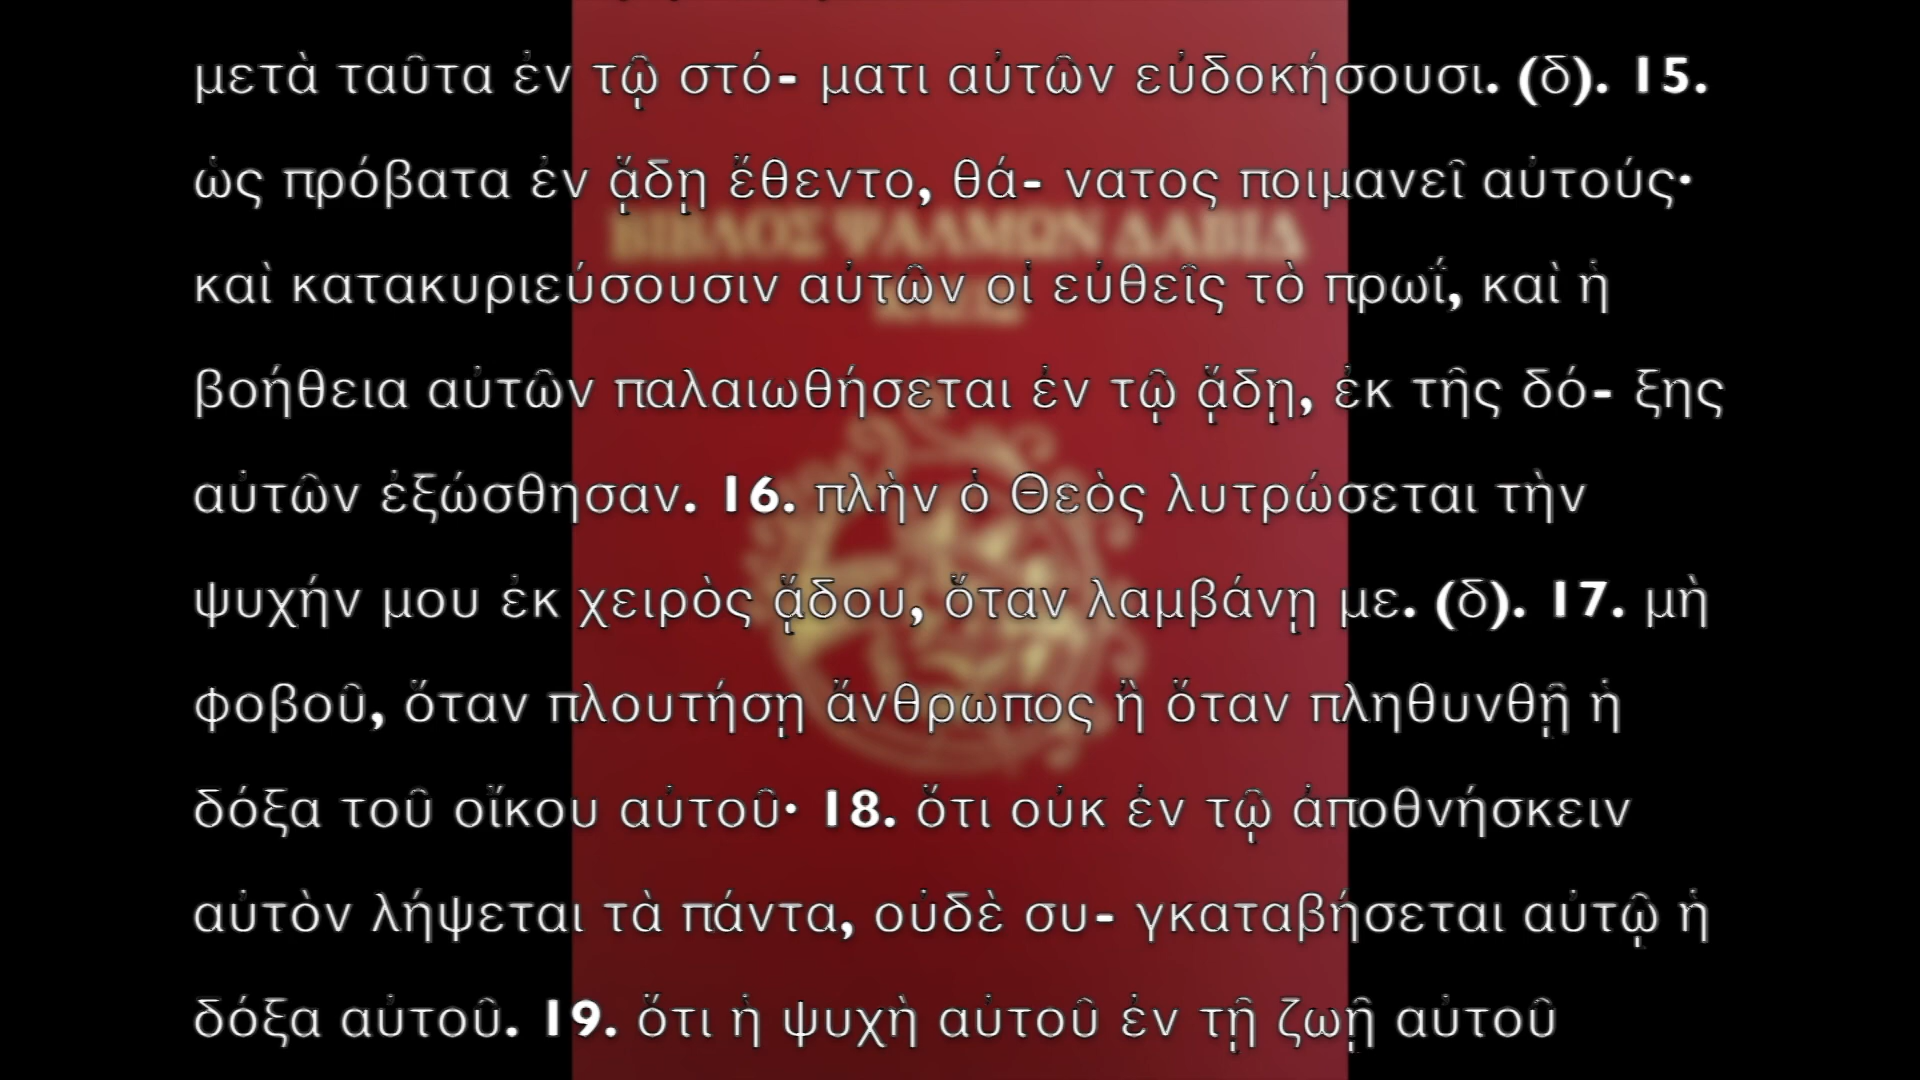 μετὰ ταῦτα ἐν τῷ στό- ματι αὐτῶν εὐδοκήσουσι. (δ). 15.
ὡς πρόβατα ἐν ᾅδῃ ἔθεντο, θά- νατος ποιμανεῖ αὐτούς·
ΒΙΒΛΟΣ ΨΑΛΜΩΝ ΔΑΒΙΔ
καὶ κατακυριεύσουσιν αὐτῶν οἱ εὐθεῖς τὸ πρωΐ, καὶ ἡ
βοήθεια αὐτῶν παλαιωθήσεται ἐν τῷ ᾅδῃ, ἐκ τῆς δό- ξης
αὐτῶν ἐξώσθησαν. 16. πλὴν ὁ Θεὸς λυτρώσεται τὴν
ψυχήν μου ἐκ χειρὸς ᾅδου, ὅταν λαμβάνῃ με. (δ). 17. μὴ
φοβοῦ, ὅταν πλουτήσῃ ἄνθρωπος ἢ ὅταν πληθυνθῇ ἡ
δόξα τοῦ οἴκου αὐτοῦ· 18. ὅτι οὐκ ἐν τῷ ἀποθνήσκειν
αὐτὸν λήψεται τὰ πάντα, οὐδὲ συ- γκαταβήσεται αὐτῷ ἡ
δόξα αὐτοῦ. 19. ὅτι ἡ ψυχὴ αὐτοῦ ἐν τῇ ζωῇ αὐτοῦ